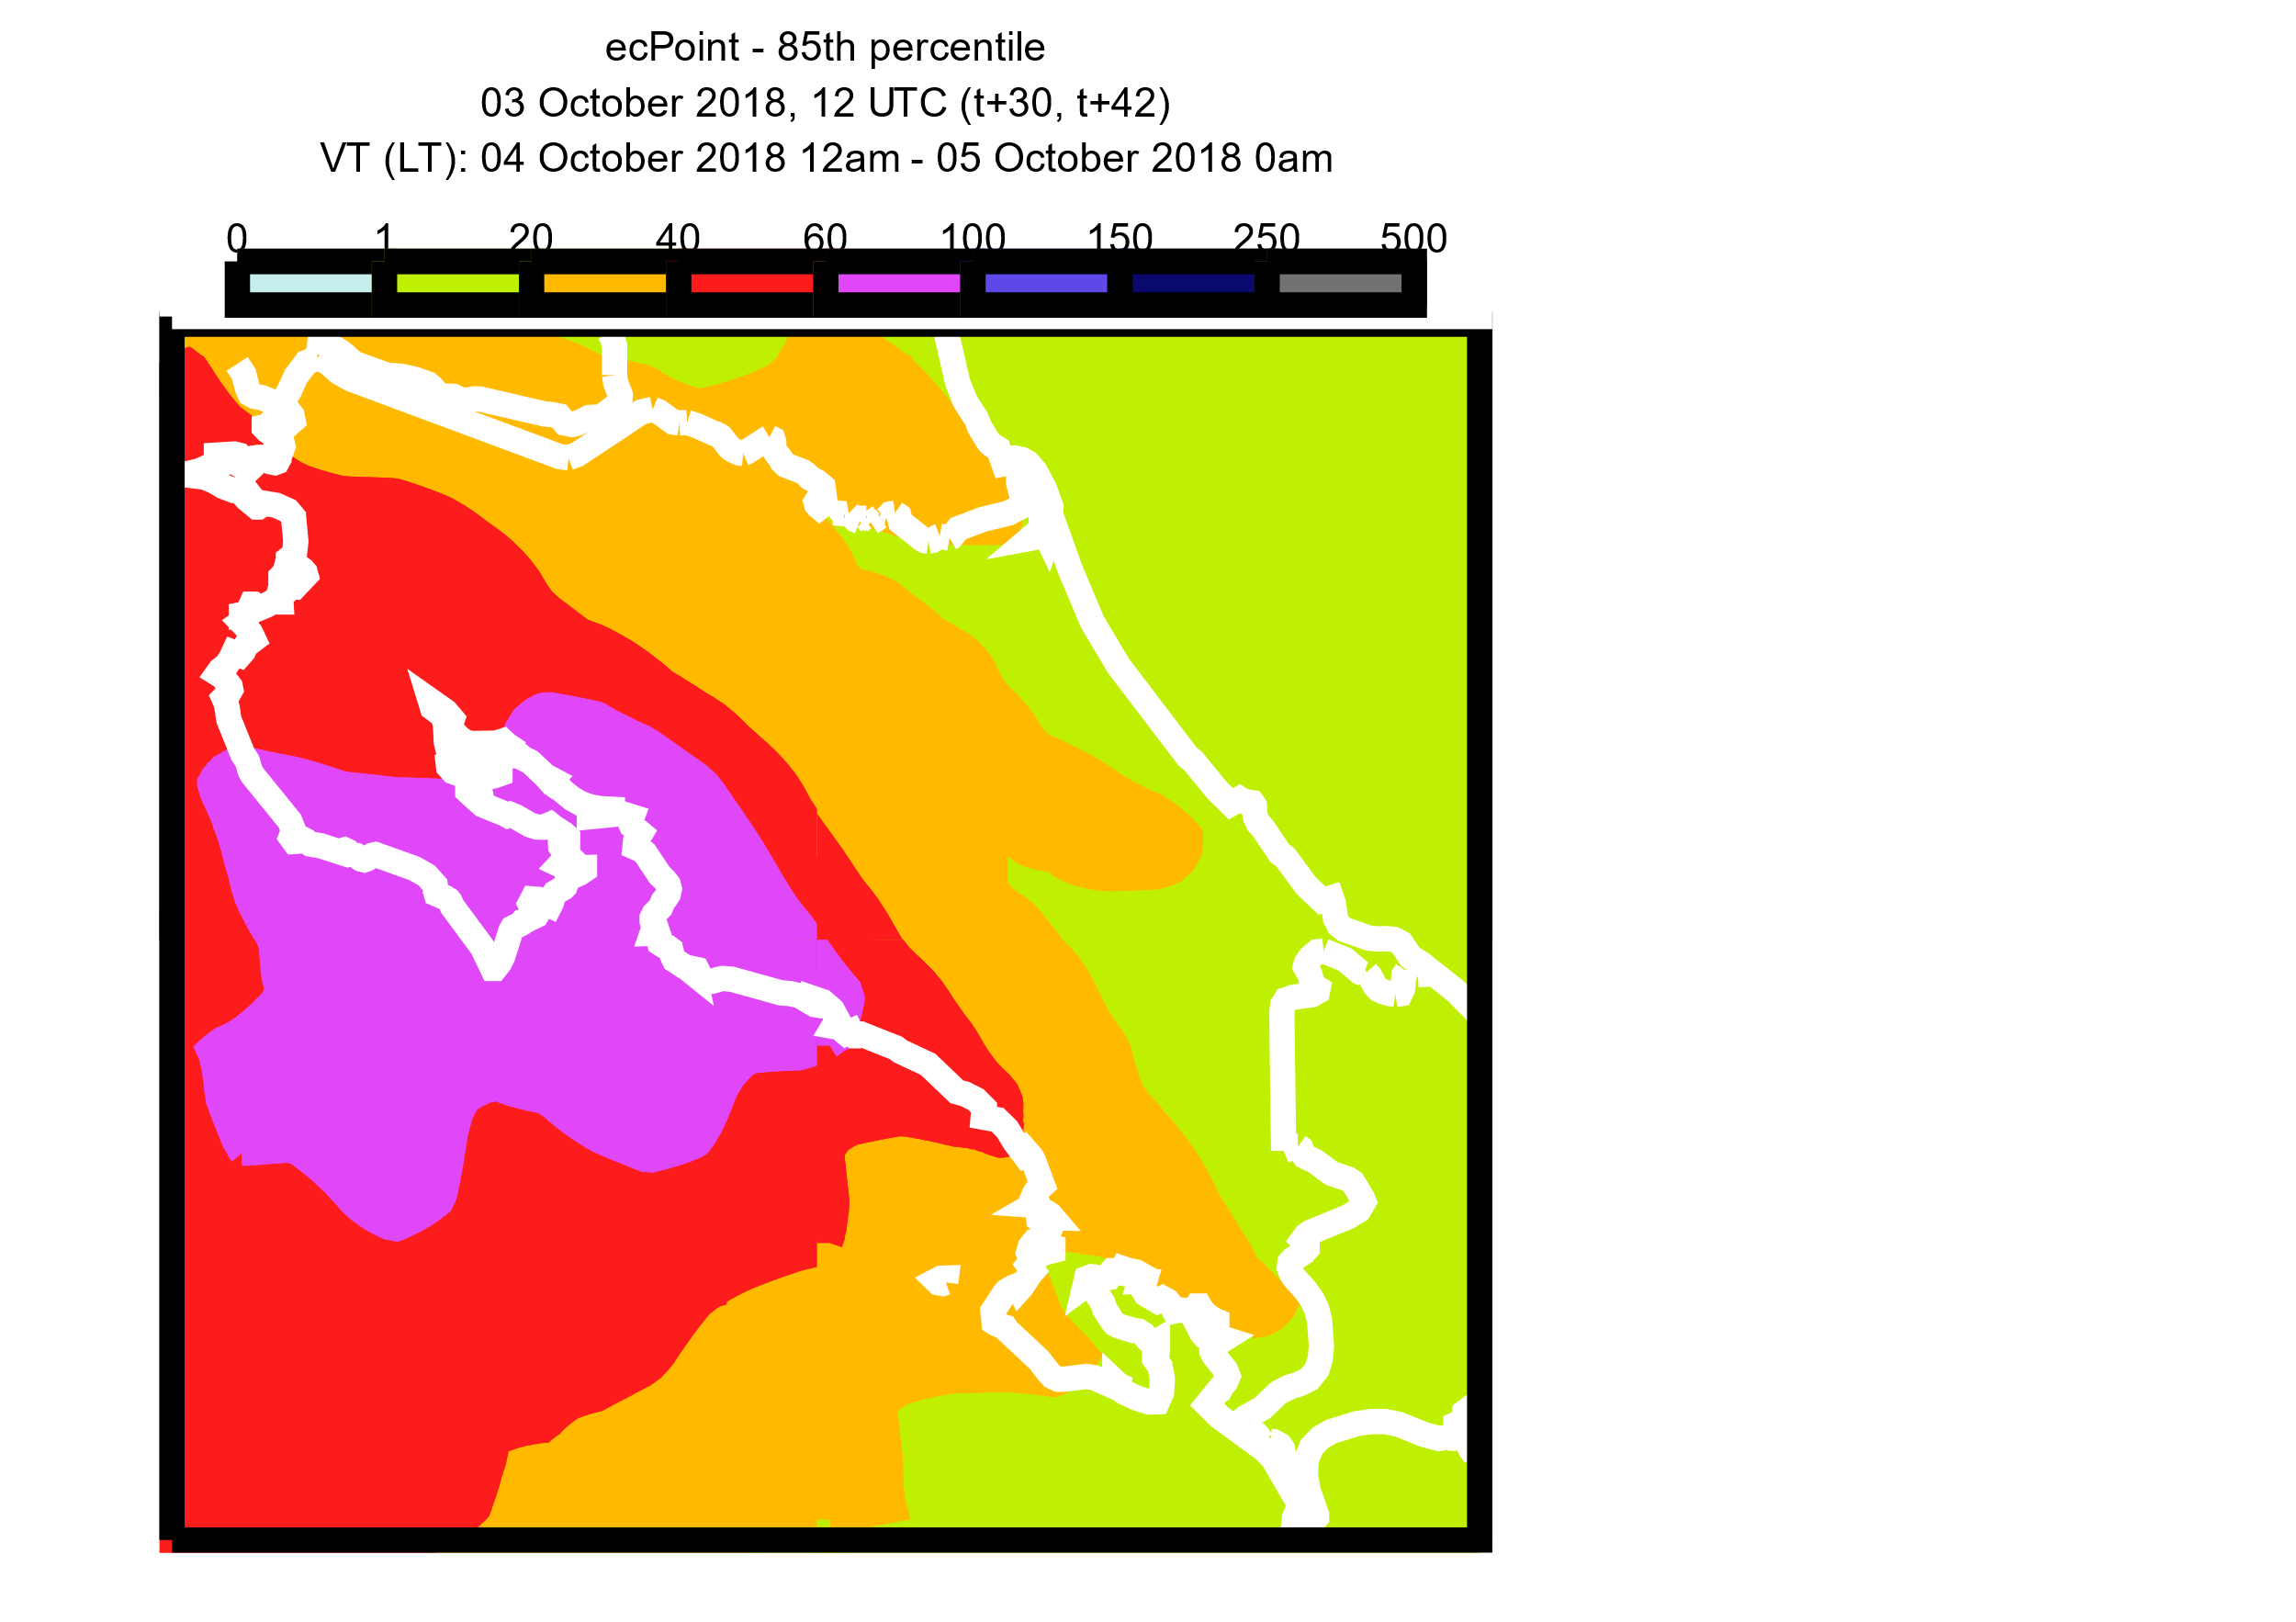 ecPoint - 85th percentile
03 October 2018, 12 UTC (t+30, t+42)
VT (LT): 04 October 2018 12am - 05 October 2018 0am
0 1 20 40 60 100 150 250 500